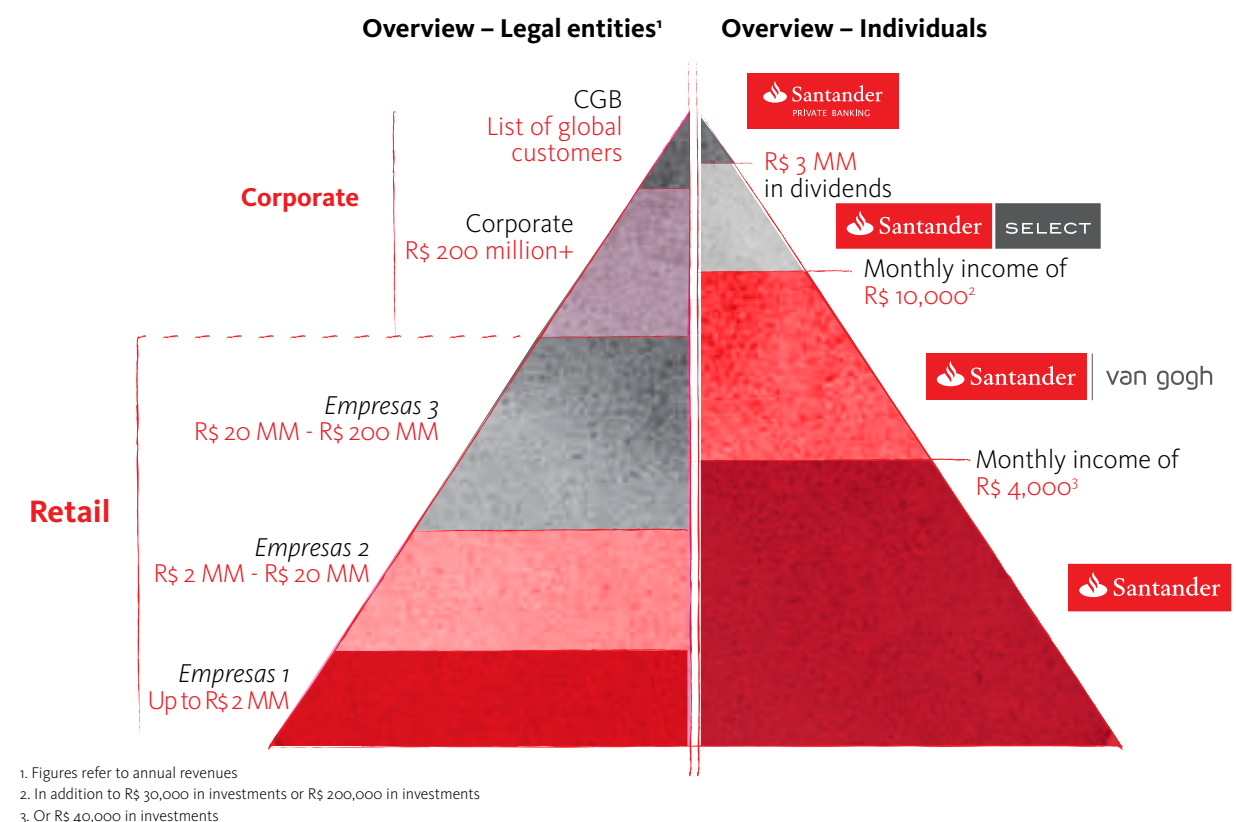 Overview – Legal entities¹
Overview – Individuals
CGB
List of global
customers
Corporate
Corporate
R$ 200 million+
Retail
Empresas 3
R$ 20 MM - R$ 200 MM
Empresas 2
R$ 2 MM - R$ 20 MM
Empresas 1
Up to R$ 2 MM
Santander
PRIVATE BANKING
R$ 3 MM
in dividends
Santander SELECT
Monthly income of
R$ 10,000²
Santander van gogh
Monthly income of
R$ 4,000³
Santander
1. Figures refer to annual revenues
2. In addition to R$ 30,000 in investments or R$ 200,000 in investments
3. Or R$ 40,000 in investments